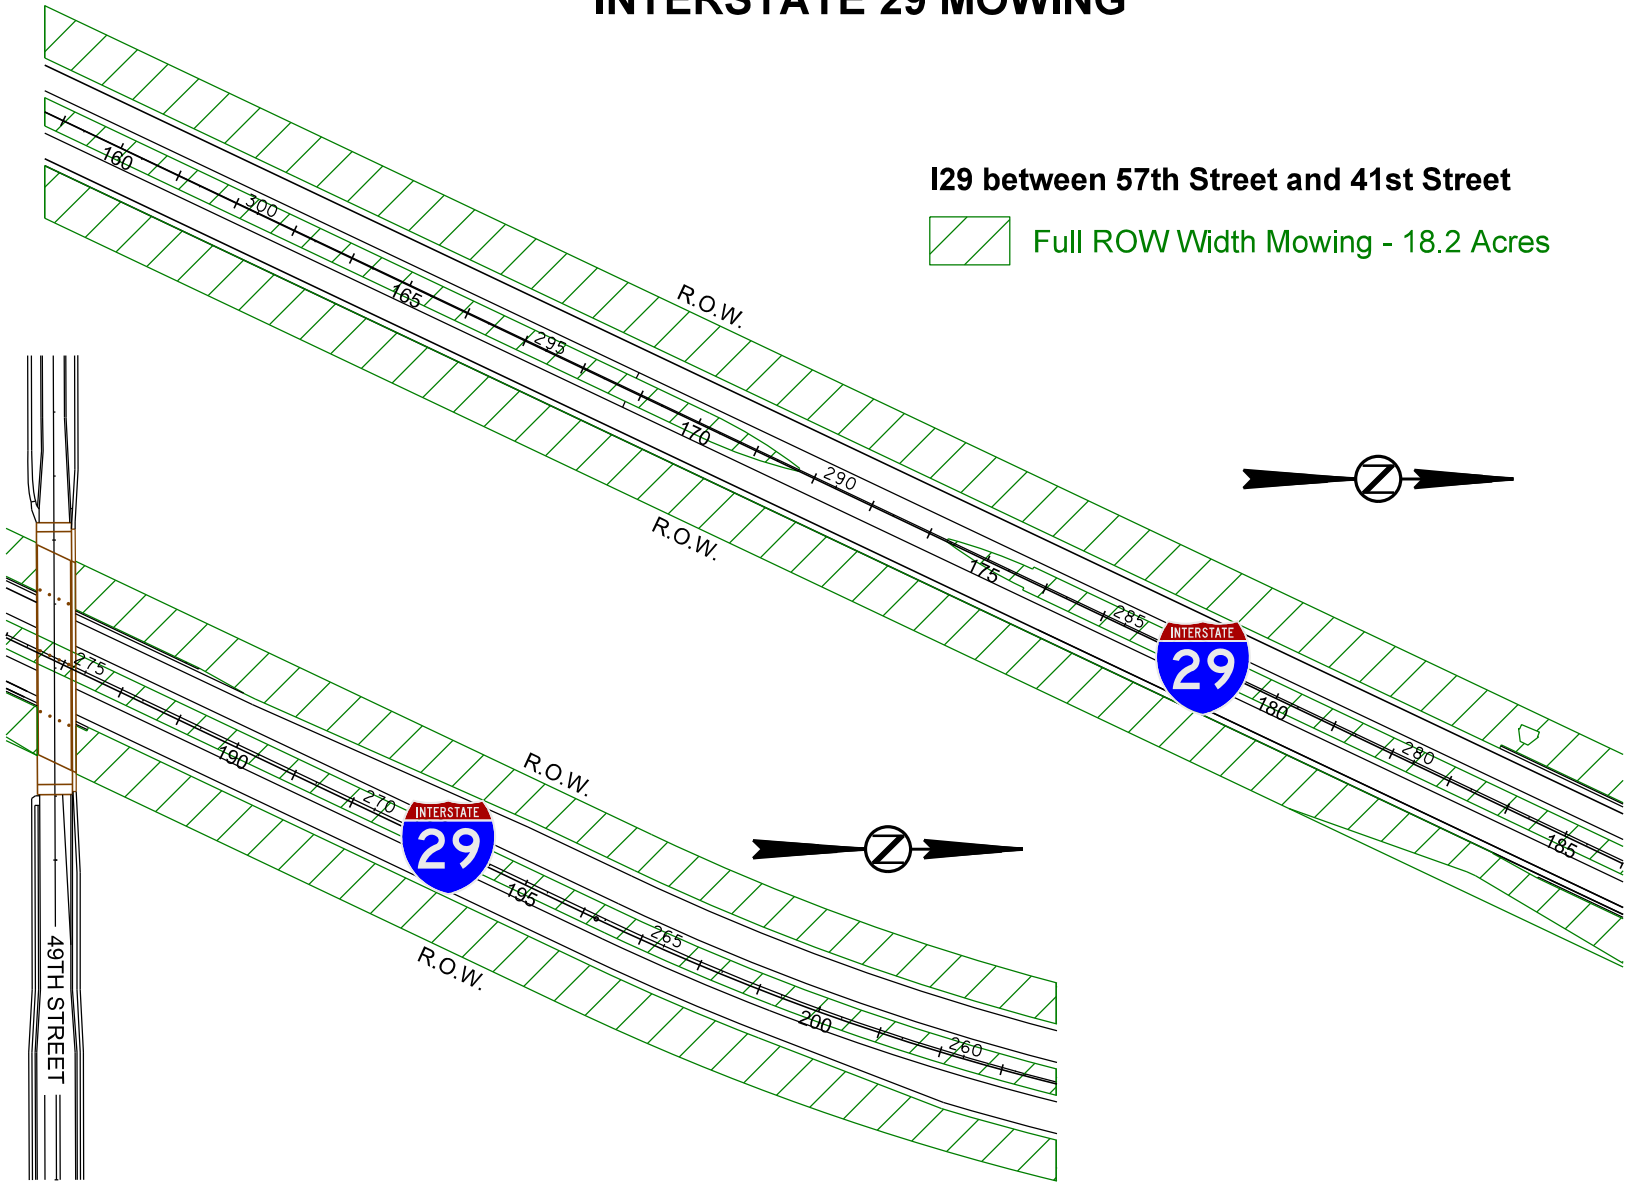 INTERSTATE 29 MOWING
I29 between 57th Street and 41st Street
Full ROW Width Mowing - 18.2 Acres
160
300
165
R.O.W.
295
170
290
R.O.W.
175
285
INTERSTATE
29
180
280
185
Z
275
190
270
R.O.W.
INTERSTATE
29
195
265
R.O.W.
200
260
Z
49TH STREET